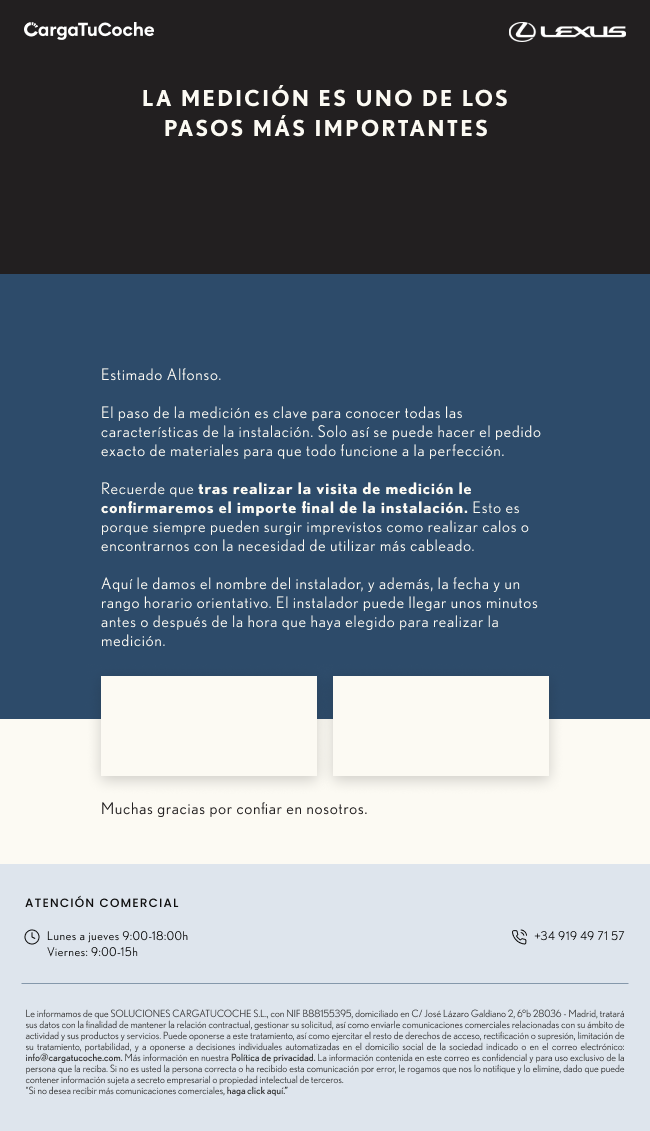 CargaTuCoche
LEXUS
LA MEDICIÓN ES UNO DE LOS
PASOS MÁS IMPORTANTES
Estimado Alfonso.
El paso de la medición es clave para conocer todas las
características de la instalación. Solo así se puede hacer el pedido
exacto de materiales para que todo funcione a la perfección.
Recuerde que tras realizar la visita de medición le
confirmaremos el importe final de la instalación. Esto es
porque siempre pueden surgir imprevistos como realizar calos o
encontrarnos con la necesidad de utilizar más cableado.
Aquí le damos el nombre del instalador, y además, la fecha y un
rango horario orientativo. El instalador puede llegar unos minutos
antes o después de la hora que haya elegido para realizar la
medición.
Muchas gracias por confiar en nosotros.
ATENCIÓN COMERCIAL
Lunes a jueves 9:00-18:00h
Viernes: 9:00-15h
+34 919 49 71 57
Le informamos de que SOLUCIONES CARGATUCOCHE S.L., con NIF B88155395, domiciliado en C/ José Lázaro Galdiano 2, 6ºb 28036 - Madrid, tratará
sus datos con la finalidad de mantener la relación contractual, gestionar su solicitud, así como enviarle comunicaciones comerciales relacionadas con su ámbito de
actividad y sus productos y servicios. Puede oponerse a este tratamiento, así como ejercitar el resto de derechos de acceso, rectificación o supresión, limitación de
su tratamiento, portabilidad, y a oponerse a decisiones individuales automatizadas en el domicilio social de la sociedad indicado o en el correo electrónico:
info@cargatucoche.com. Más información en nuestra Política de privacidad. La información contenida en este correo es confidencial y para uso exclusivo de la
persona que la reciba. Si no es usted la persona correcta o ha recibido esta comunicación por error, le rogamos que nos lo notifique y lo elimine, dado que puede
contener información sujeta a secreto empresarial o propiedad intelectual de terceros.
"Si no desea recibir más comunicaciones comerciales, haga click aquí."